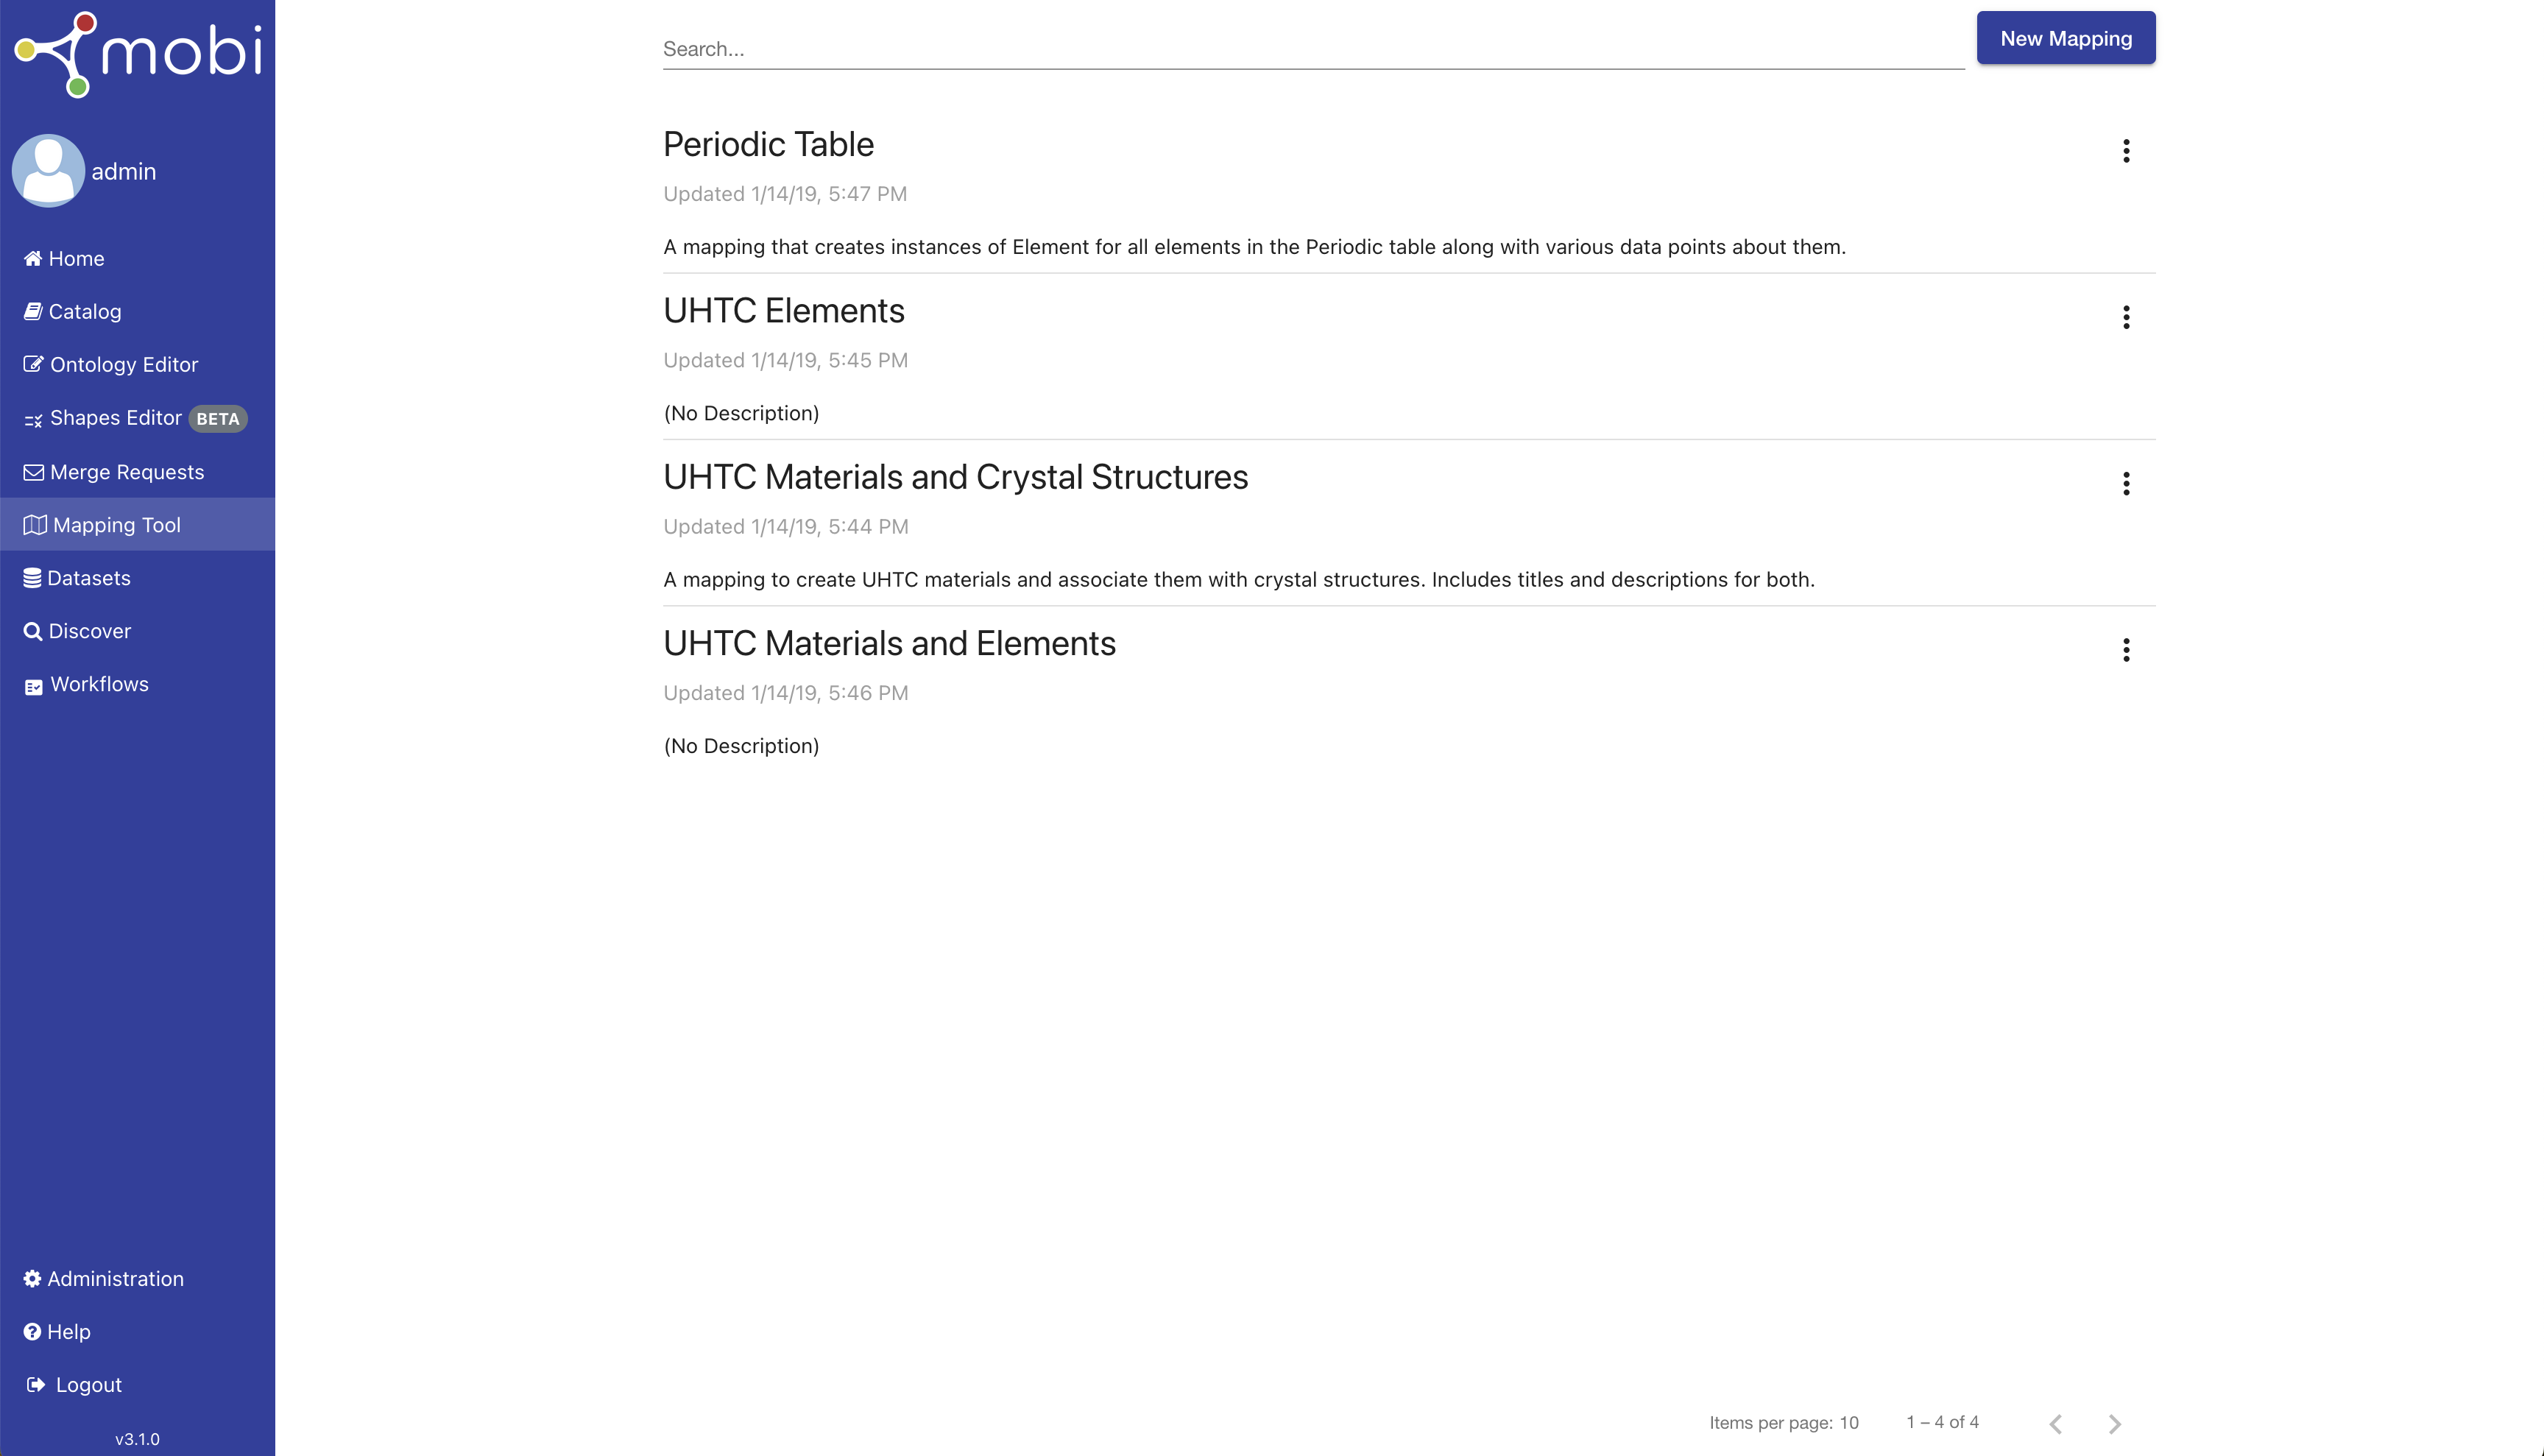 mobi
admin
Home
Catalog
Ontology Editor
Shapes Editor BETA
Merge Requests
Mapping Tool
Datasets
Discover
Workflows
Administration
Help
Logout
v3.1.0
Search...
New Mapping
Periodic Table
Updated 1/14/19, 5:47 PM
A mapping that creates instances of Element for all elements in the Periodic table along with various data points about them.
UHTC Elements
Updated 1/14/19, 5:45 PM
(No Description)
UHTC Materials and Crystal Structures
Updated 1/14/19, 5:44 PM
A mapping to create UHTC materials and associate them with crystal structures. Includes titles and descriptions for both.
UHTC Materials and Elements
Updated 1/14/19, 5:46 PM
(No Description)
Items per page: 10 1 – 4 of 4